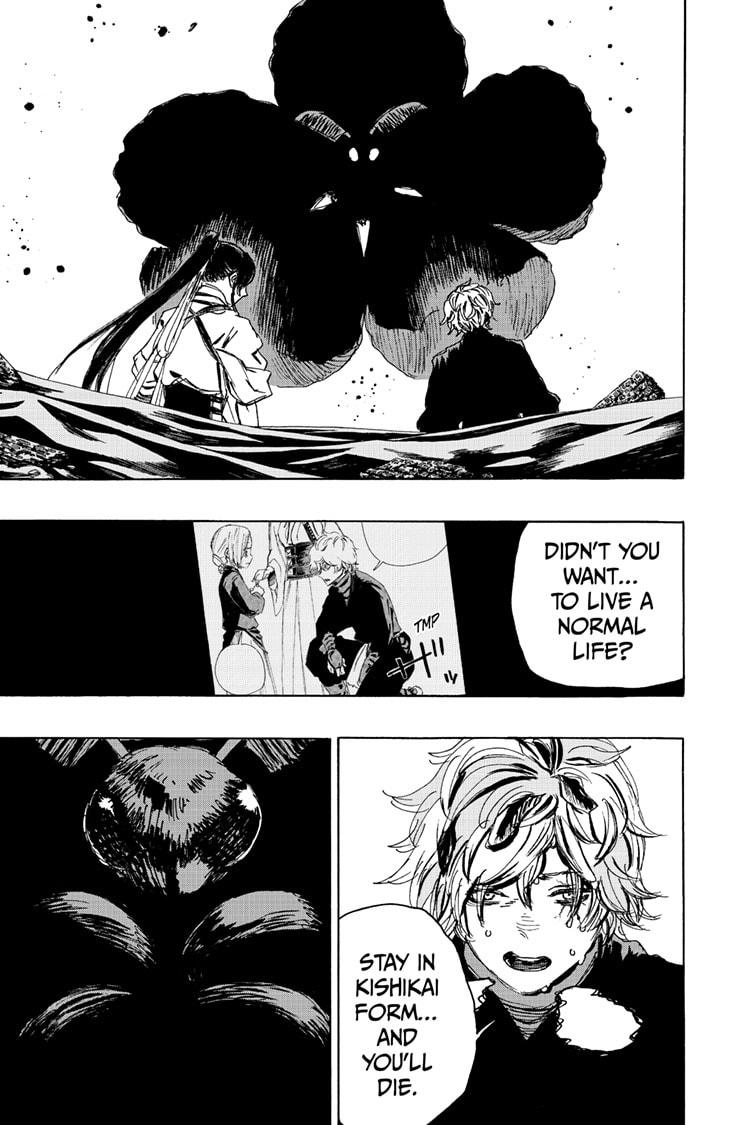 DIDN'T YOU
WANT...
TO LIVE A
NORMAL
LIFE?
TMP
STAY IN
KISHIKAI
FORM...
AND
YOU'LL
DIE.